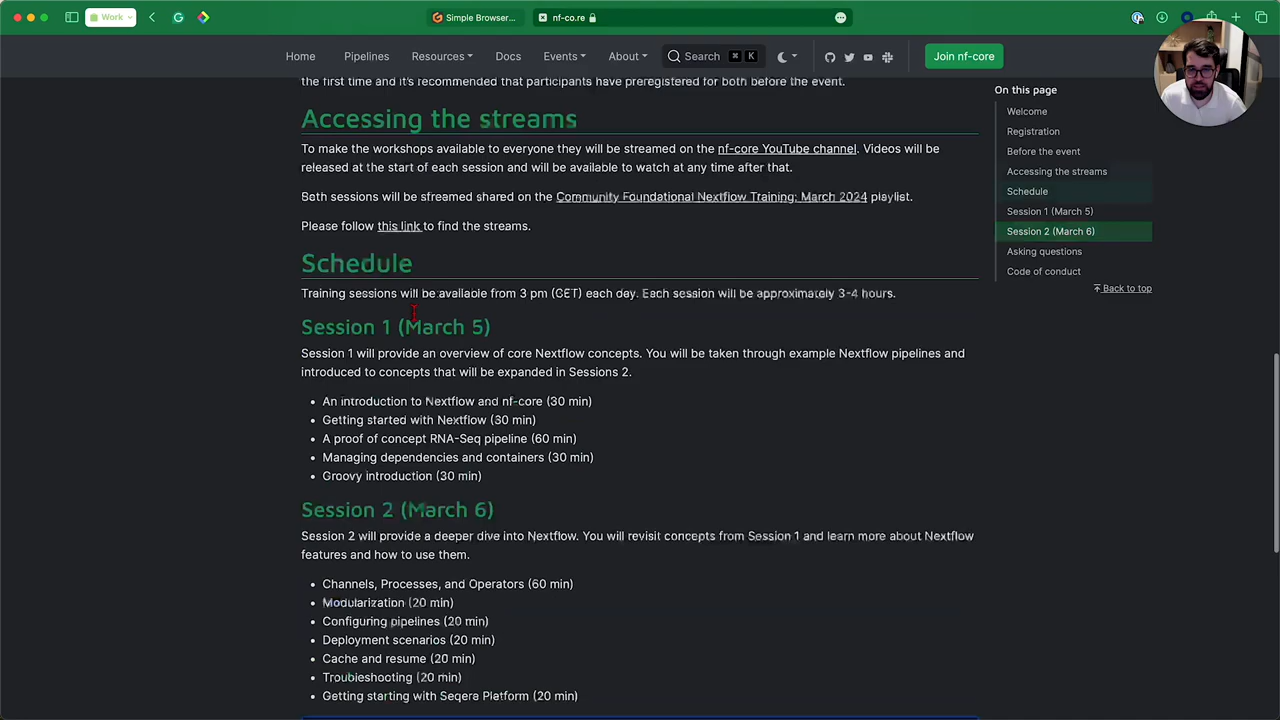 Work
Simple Browser...
nf-co.re
Home
Pipelines
Resources
Docs
Events
About
Search
⌘ K
Join nf-core
the first time and it's recommended that participants have preregistered for both before the event.
Accessing the streams
To make the workshops available to everyone they will be streamed on the nf-core YouTube channel. Videos will be
released at the start of each session and will be available to watch at any time after that.
Both sessions will be streamed shared on the Community Foundational Nextflow Training: March 2024 playlist.
Please follow this link to find the streams.
Schedule
Training sessions will be available from 3 pm (CET) each day. Each session will be approximately 3-4 hours.
Session 1 (March 5)
Session 1 will provide an overview of core Nextflow concepts. You will be taken through example Nextflow pipelines and
introduced to concepts that will be expanded in Sessions 2.
• An introduction to Nextflow and nf-core (30 min)
• Getting started with Nextflow (30 min)
• A proof of concept RNA-Seq pipeline (60 min)
• Managing dependencies and containers (30 min)
• Groovy introduction (30 min)
Session 2 (March 6)
Session 2 will provide a deeper dive into Nextflow. You will revisit concepts from Session 1 and learn more about Nextflow
features and how to use them.
• Channels, Processes, and Operators (60 min)
• Modularization (20 min)
• Configuring pipelines (20 min)
• Deployment scenarios (20 min)
• Cache and resume (20 min)
• Troubleshooting (20 min)
• Getting starting with Seqera Platform (20 min)
On this page
Welcome
Registration
Before the event
Accessing the streams
Schedule
Session 1 (March 5)
Session 2 (March 6)
Asking questions
Code of conduct
Back to top